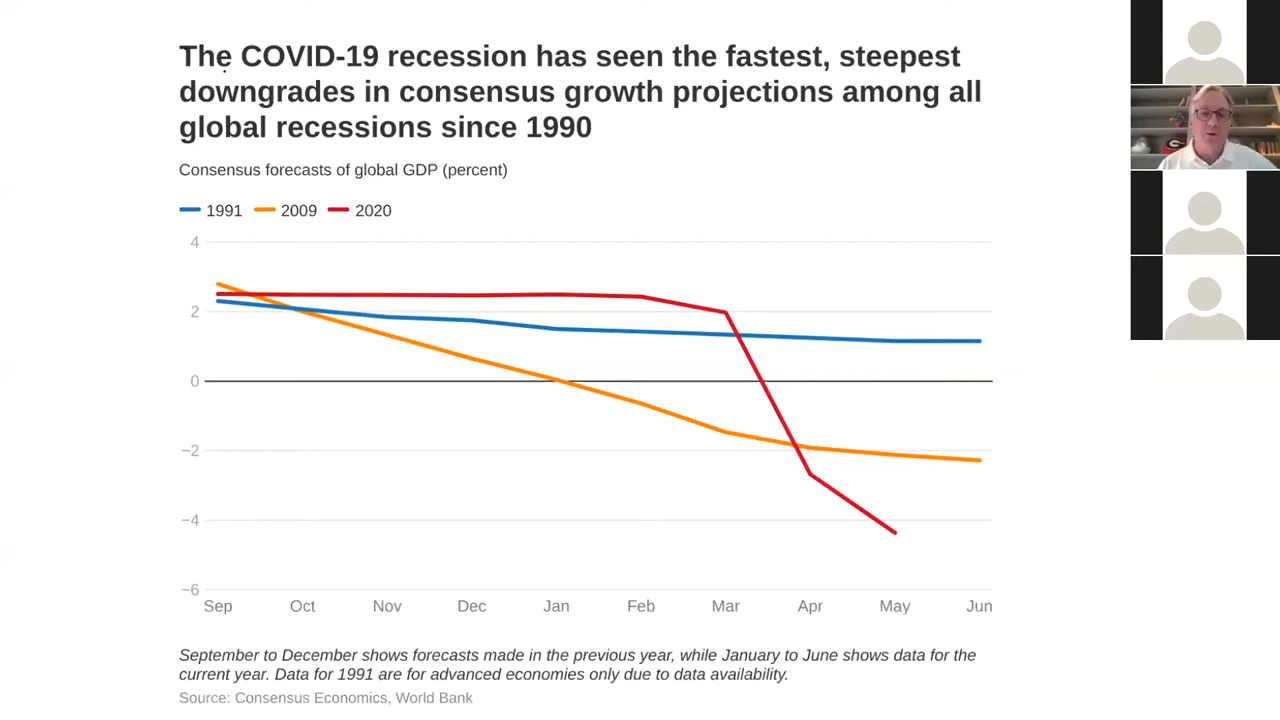 The COVID-19 recession has seen the fastest, steepest
downgrades in consensus growth projections among all
global recessions since 1990
Consensus forecasts of global GDP (percent)
1991 2009 2020
4
2
0
−2
−4
−6
Sep Oct Nov Dec Jan Feb Mar Apr May Jun
September to December shows forecasts made in the previous year, while January to June shows data for the
current year. Data for 1991 are for advanced economies only due to data availability.
Source: Consensus Economics, World Bank